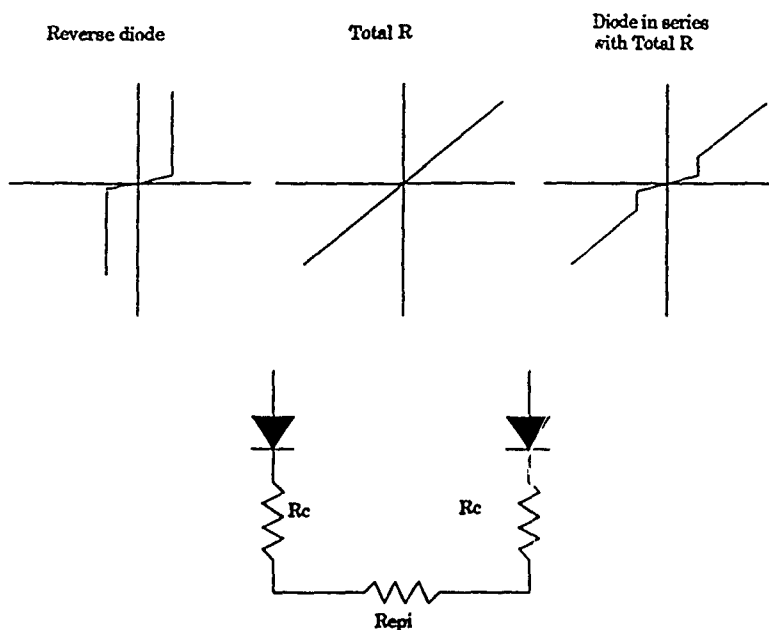 Reverse diode
Total R
Diode in series
with Total R
Rc
Rc
Repi